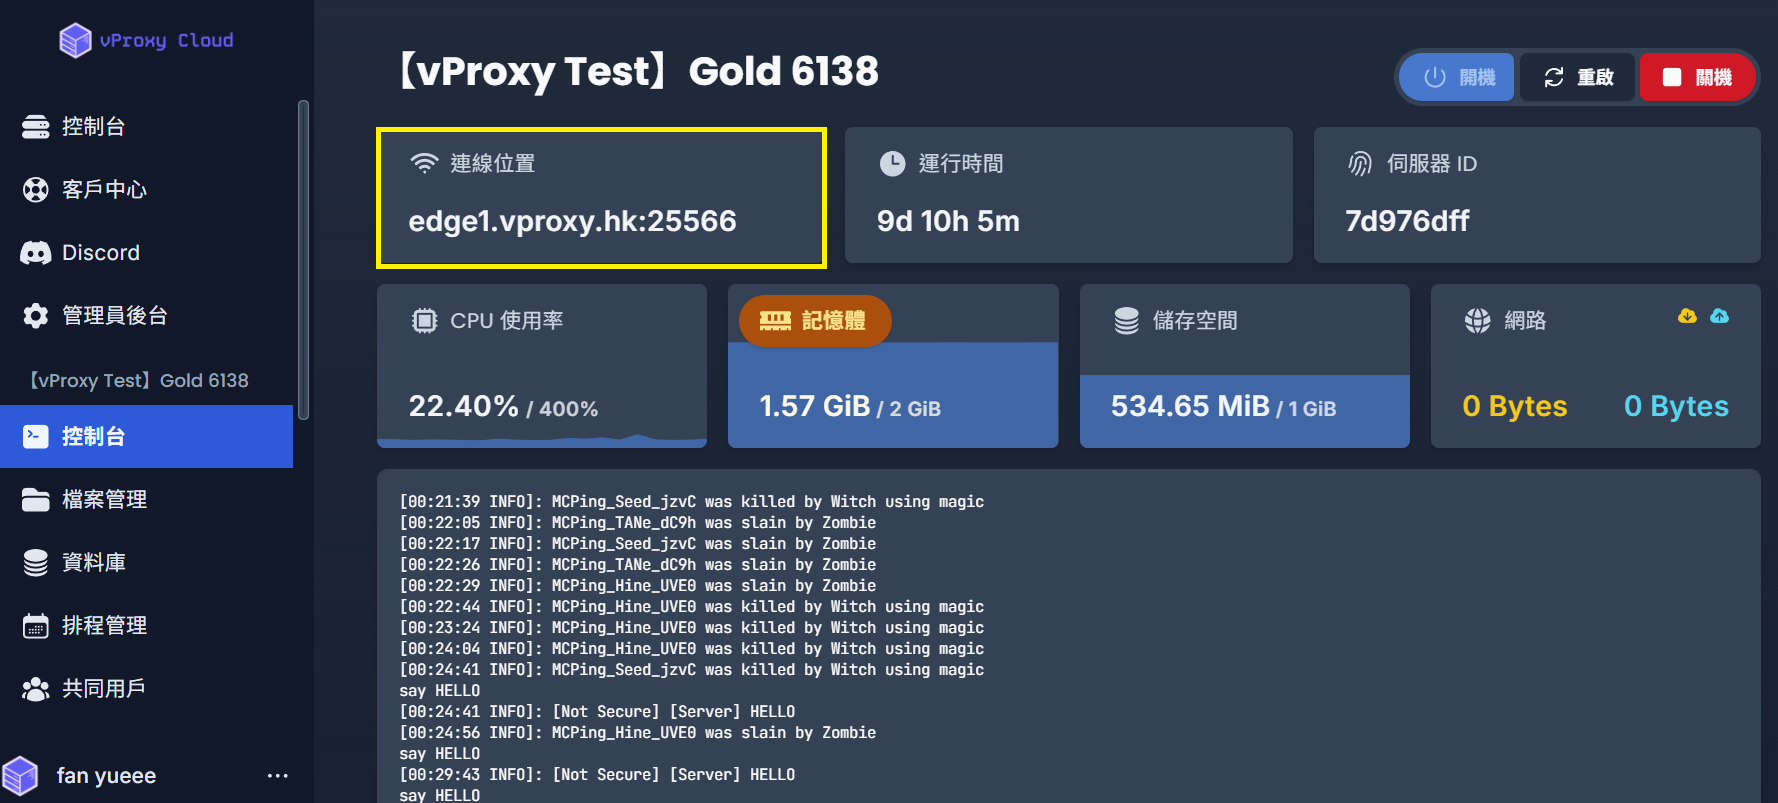 vProxy Cloud
控制台
客戶中心
Discord
管理員後台
【vProxy Test】Gold 6138
控制台
檔案管理
資料庫
排程管理
共同用戶
fan yueee
【vProxy Test】Gold 6138
開機
重啟
關機
連線位置
edge1.vproxy.hk:25566
運行時間
9d 10h 5m
伺服器 ID
7d976dff
CPU 使用率
22.40% / 400%
記憶體
1.57 GiB / 2 GiB
儲存空間
534.65 MiB / 1 GiB
網路
0 Bytes 0 Bytes
[00:21:39 INFO]: MCPing_Seed_jzvC was killed by Witch using magic
[00:22:05 INFO]: MCPing_TANe_dC9h was slain by Zombie
[00:22:17 INFO]: MCPing_Seed_jzvC was slain by Zombie
[00:22:26 INFO]: MCPing_TANe_dC9h was slain by Zombie
[00:22:29 INFO]: MCPing_Hine_UVE0 was slain by Zombie
[00:22:44 INFO]: MCPing_Hine_UVE0 was killed by Witch using magic
[00:23:24 INFO]: MCPing_Hine_UVE0 was killed by Witch using magic
[00:24:04 INFO]: MCPing_Hine_UVE0 was killed by Witch using magic
[00:24:41 INFO]: MCPing_Seed_jzvC was killed by Witch using magic
say HELLO
[00:24:41 INFO]: [Not Secure] [Server] HELLO
[00:24:56 INFO]: MCPing_Hine_UVE0 was slain by Zombie
say HELLO
[00:29:43 INFO]: [Not Secure] [Server] HELLO
say HELLO